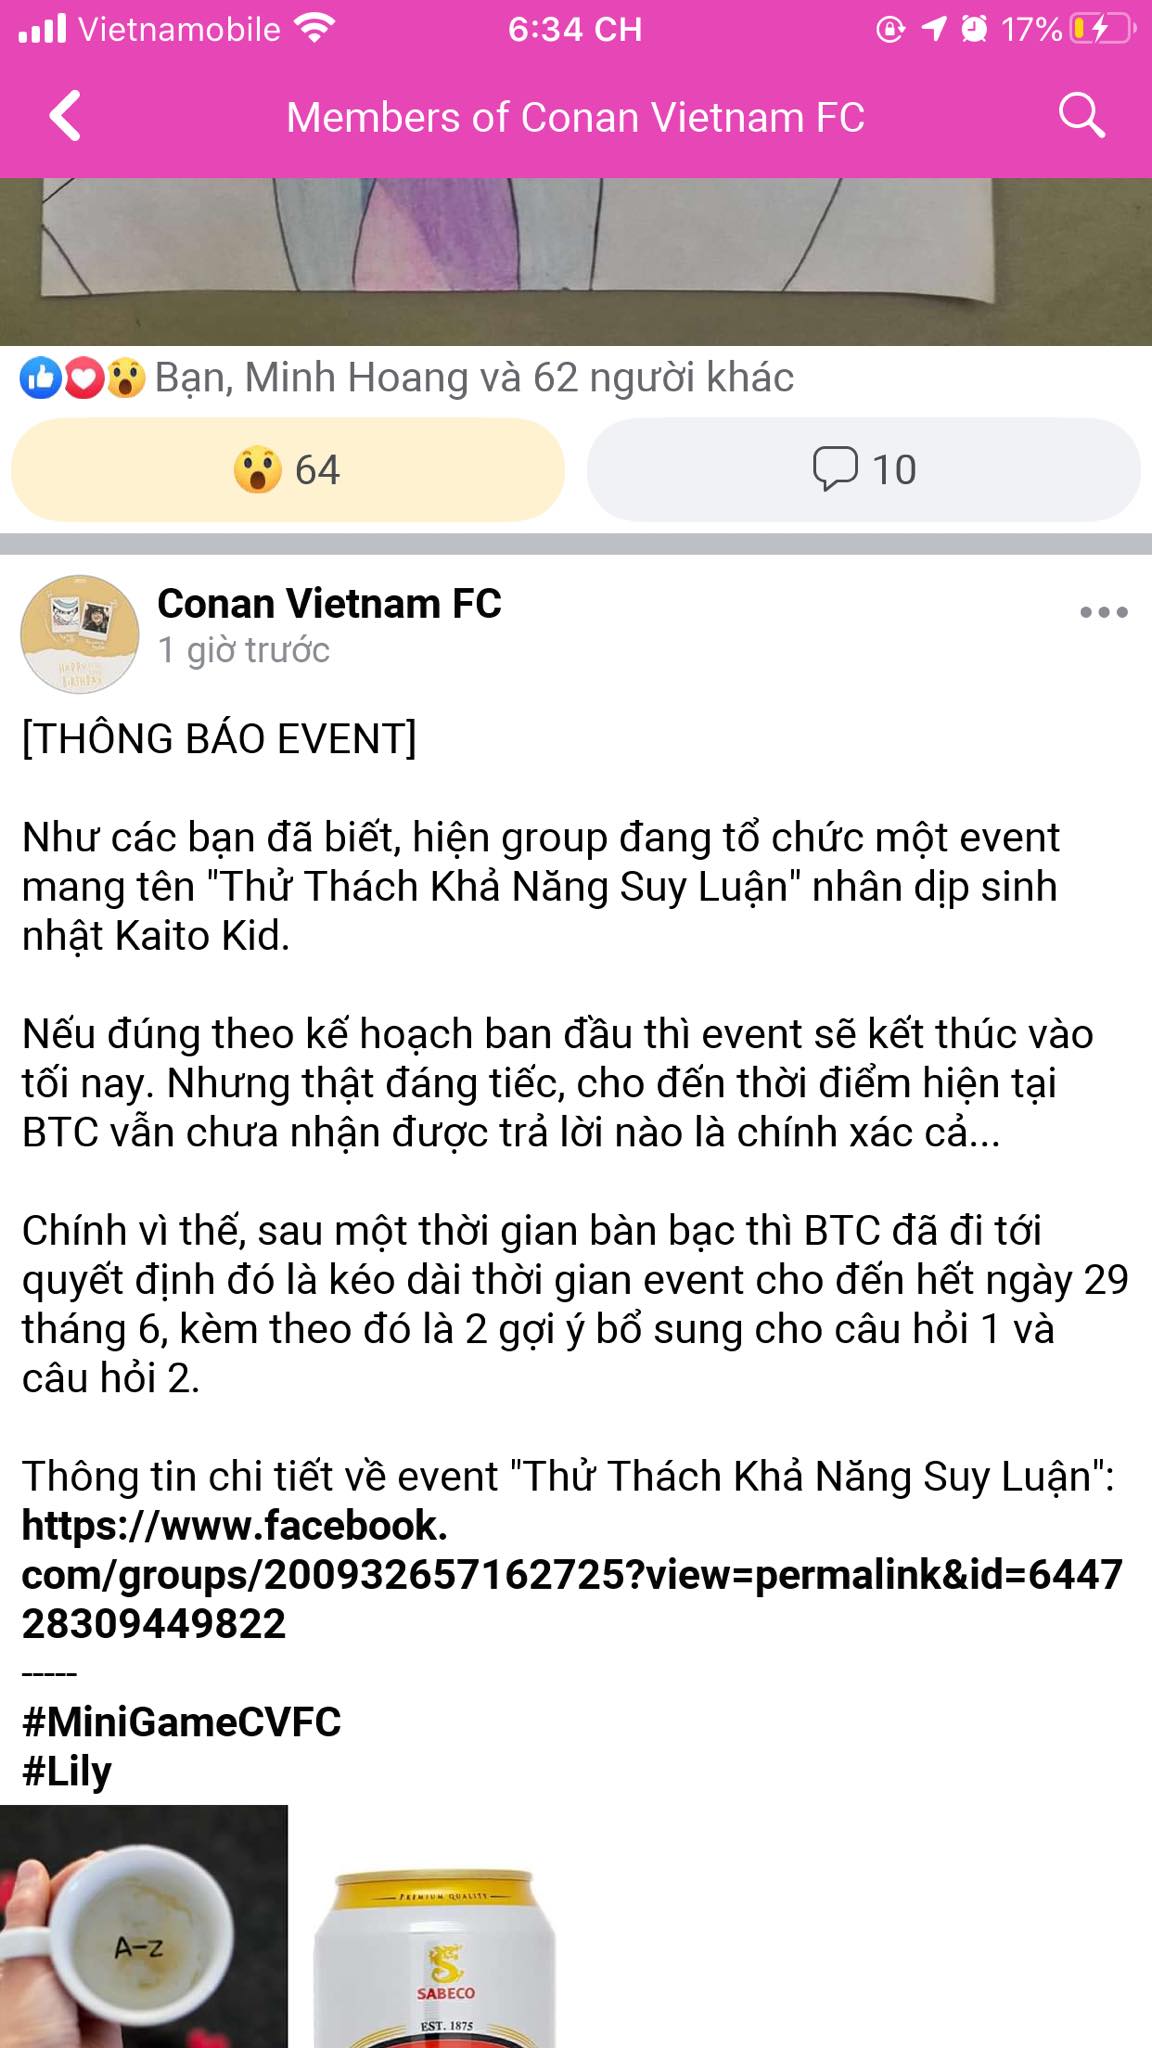 Vietnamobile 6:34 CH 17%
Members of Conan Vietnam FC
Bạn, Minh Hoang và 62 người khác
64 10
Conan Vietnam FC
1 giờ trước
[THÔNG BÁO EVENT]
Như các bạn đã biết, hiện group đang tổ chức một event
mang tên "Thử Thách Khả Năng Suy Luận" nhân dịp sinh
nhật Kaito Kid.
Nếu đúng theo kế hoạch ban đầu thì event sẽ kết thúc vào
tối nay. Nhưng thật đáng tiếc, cho đến thời điểm hiện tại
BTC vẫn chưa nhận được trả lời nào là chính xác cả...
Chính vì thế, sau một thời gian bàn bạc thì BTC đã đi tới
quyết định đó là kéo dài thời gian event cho đến hết ngày 29
tháng 6, kèm theo đó là 2 gợi ý bổ sung cho câu hỏi 1 và
câu hỏi 2.
Thông tin chi tiết về event "Thử Thách Khả Năng Suy Luận":
https://www.facebook.
com/groups/200932657162725?view=permalink&id=6447
28309449822
-----
#MiniGameCVFC
#Lily
A-Z
PREMIUM QUALITY
SABECO
EST. 1875